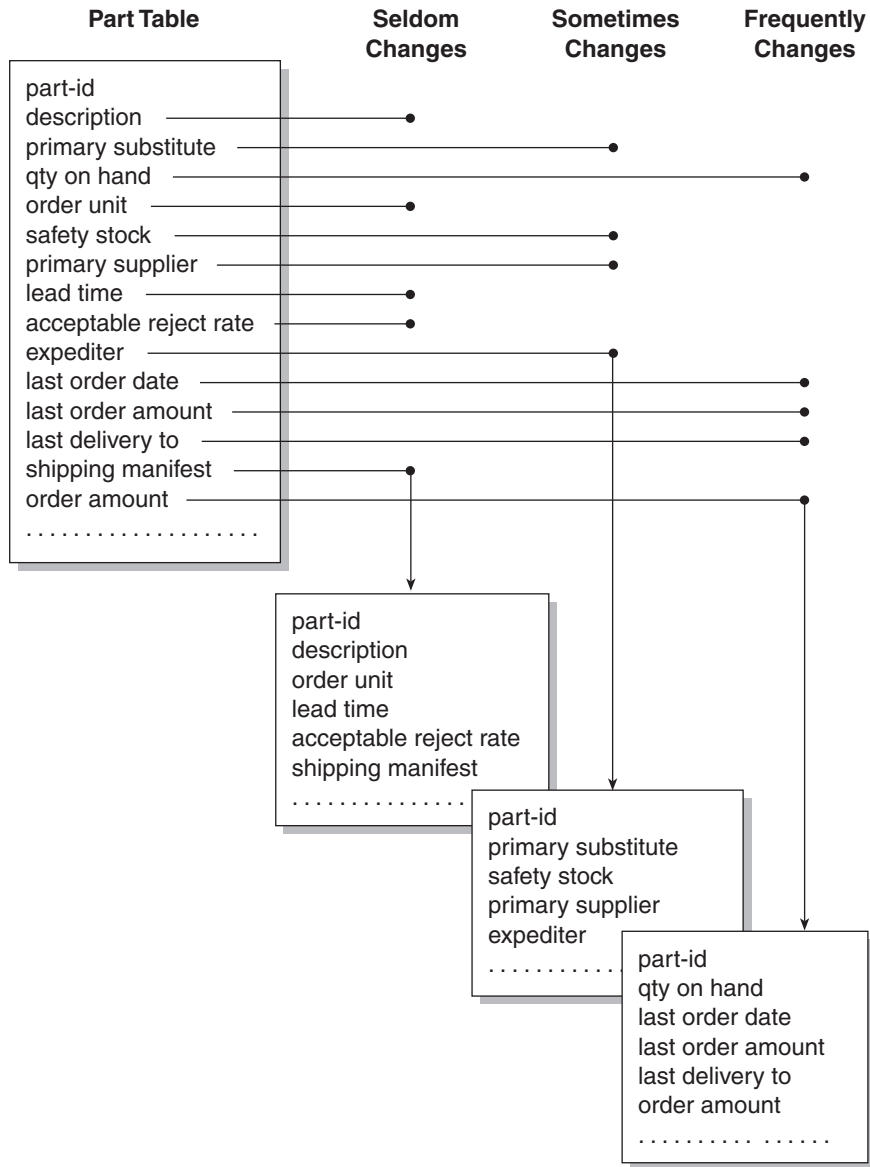 Part Table
Seldom
Changes
Sometimes
Changes
Frequently
Changes
part-id
description
primary substitute
qty on hand
order unit
safety stock
primary supplier
lead time
acceptable reject rate
expediter
last order date
last order amount
last delivery to
shipping manifest
order amount
. . . . . . . . . . . . . . . . . . . .
part-id
description
order unit
lead time
acceptable reject rate
shipping manifest
. . . . . . . . . . . . . . .
part-id
primary substitute
safety stock
primary supplier
expediter
. . . . . . . . . . . .
part-id
qty on hand
last order date
last order amount
last delivery to
order amount
. . . . . . . . . . . . . . . .